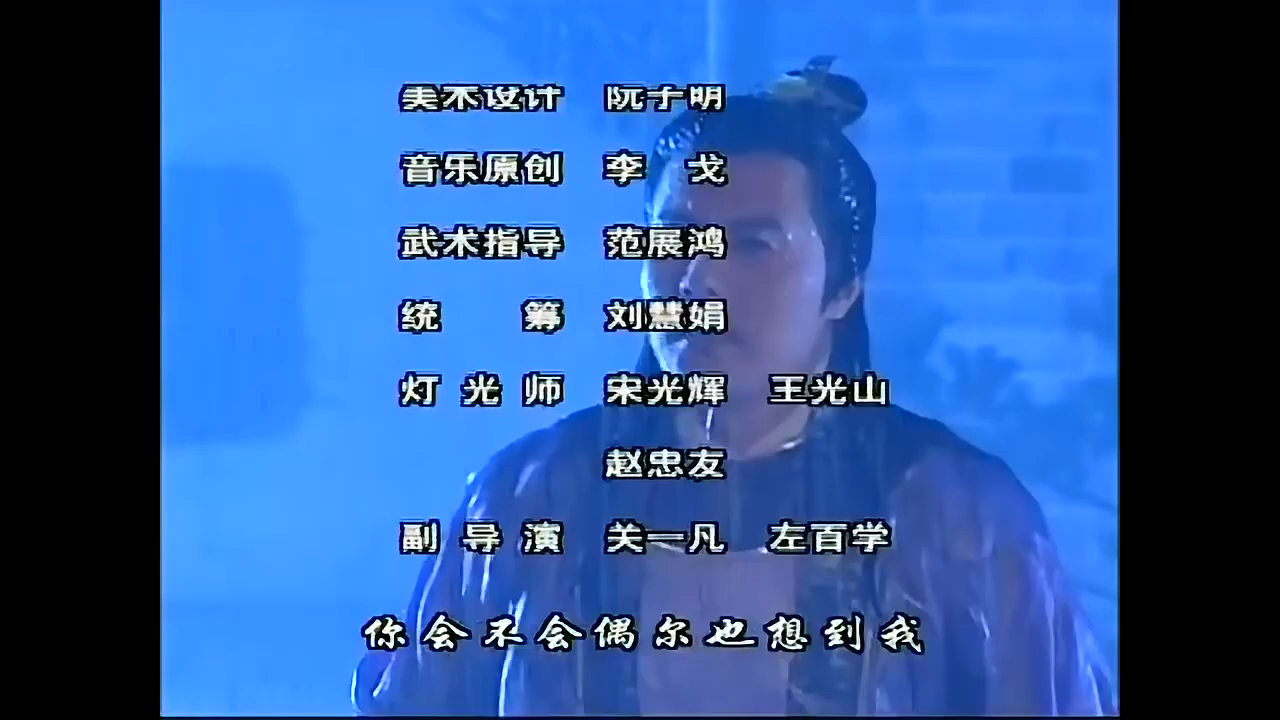 美术设计 阮子明
音乐原创 李 戈
武术指导 范展鸿
统 筹 刘慧娟
灯 光 师 宋光辉 王光山
赵忠友
副 导 演 关一凡 左百学
你会不会偶尔也想到我